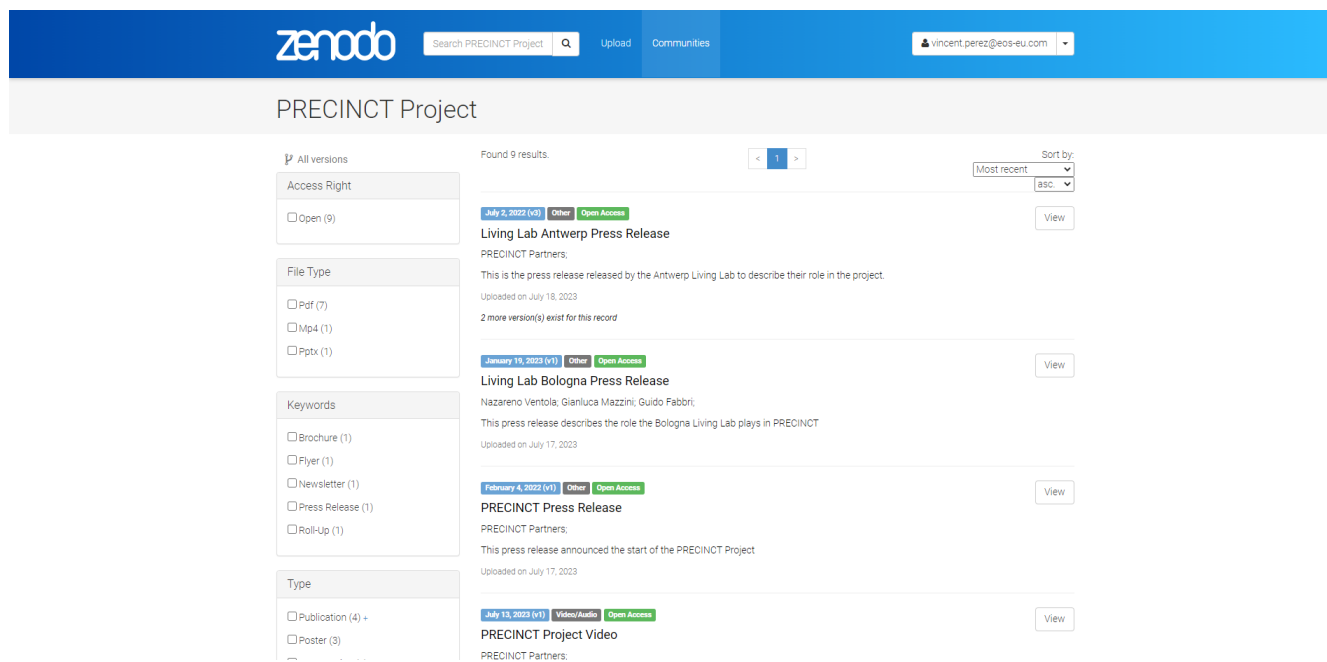 zenodo
Search PRECINCT Project
Upload
Communities
vincent.perez@eos-eu.com
PRECINCT Project
All versions
Access Right
Open (9)
File Type
Pdf (7)
Mp4 (1)
Pptx (1)
Keywords
Brochure (1)
Flyer (1)
Newsletter (1)
Press Release (1)
Roll-Up (1)
Type
Publication (4) +
Poster (3)
Found 9 results.
< 1 >
Sort by:
Most recent
asc.
July 2, 2022 (v3) Other Open Access
View
Living Lab Antwerp Press Release
PRECINCT Partners;
This is the press release released by the Antwerp Living Lab to describe their role in the project.
Uploaded on July 18, 2023
2 more version(s) exist for this record
January 19, 2023 (v1) Other Open Access
View
Living Lab Bologna Press Release
Nazareno Ventola; Gianluca Mazzini; Guido Fabbri;
This press release describes the role the Bologna Living Lab plays in PRECINCT
Uploaded on July 17, 2023
February 4, 2022 (v1) Other Open Access
View
PRECINCT Press Release
PRECINCT Partners;
This press release announced the start of the PRECINCT Project
Uploaded on July 17, 2023
July 13, 2023 (v1) Video/Audio Open Access
View
PRECINCT Project Video
PRECINCT Partners;